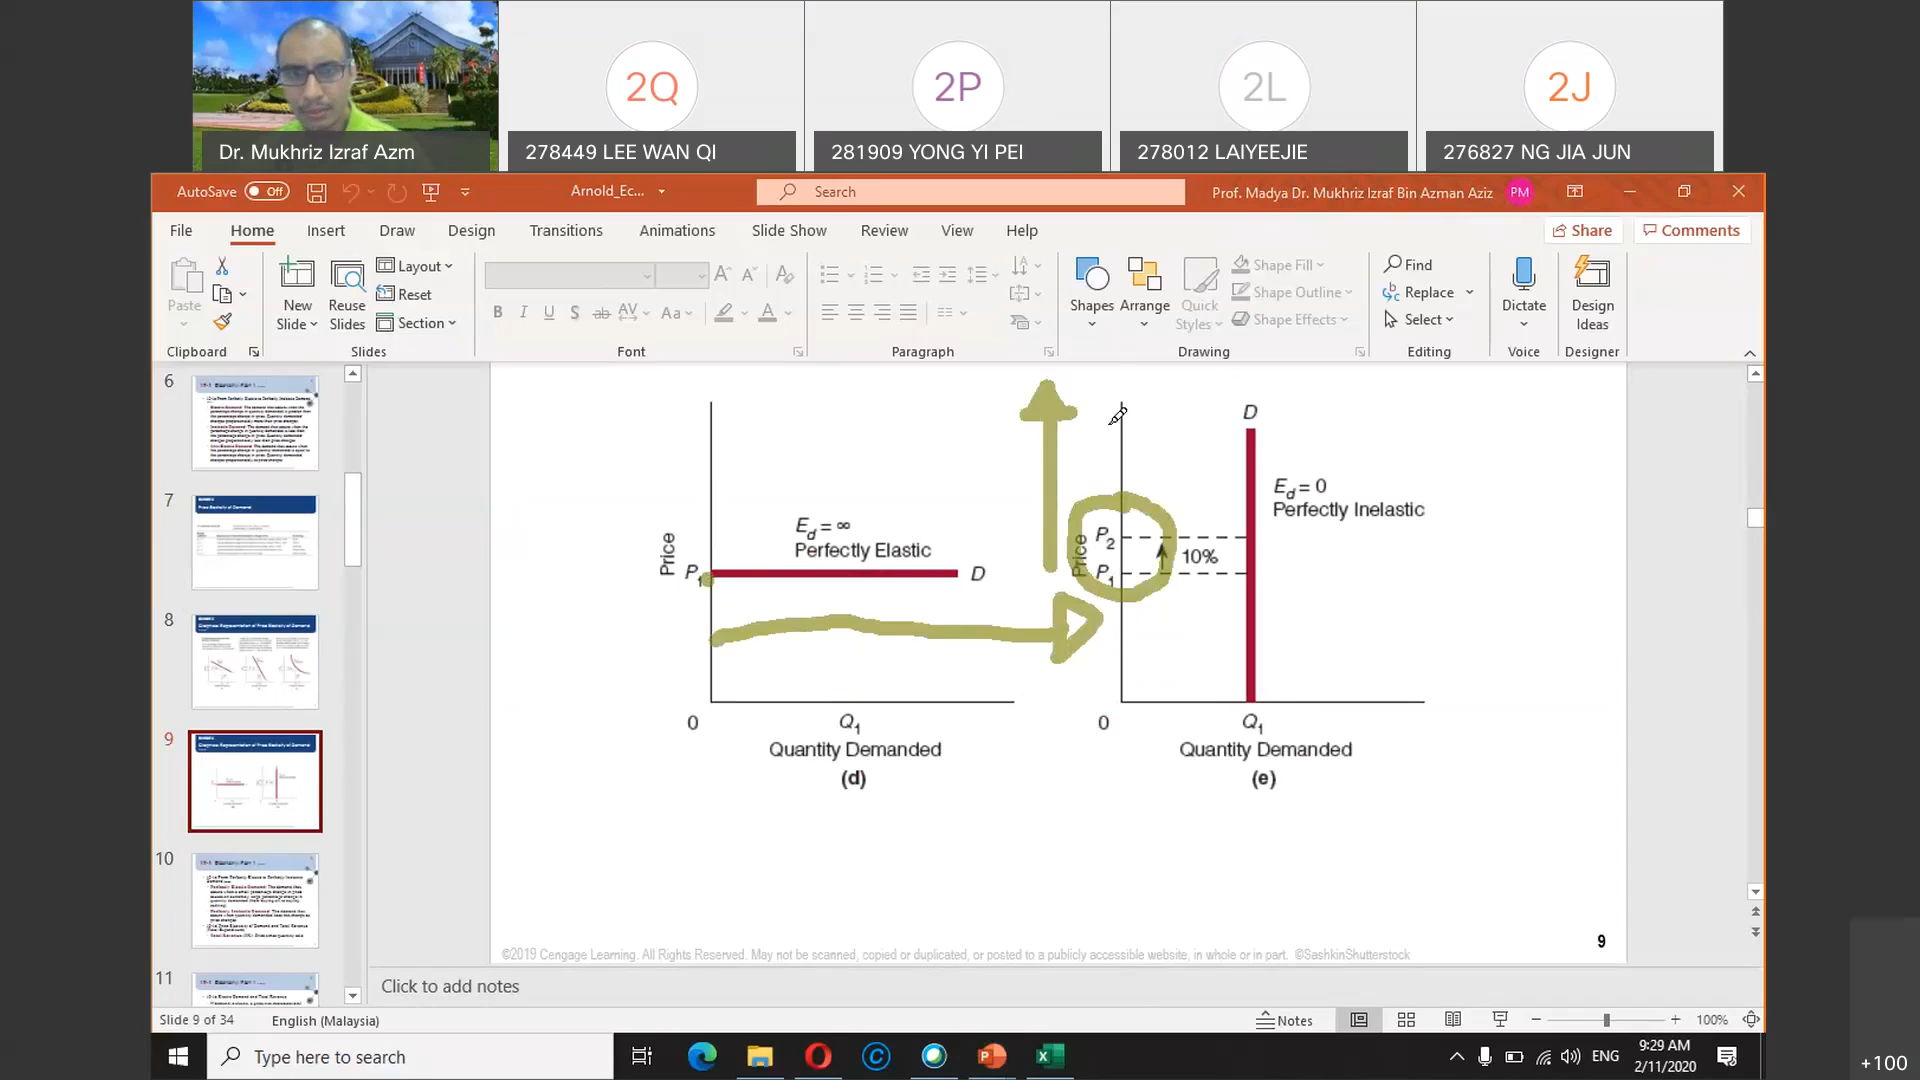 2Q
2P
2L
2J
Dr. Mukhriz Izraf Azm
278449 LEE WAN QI
281909 YONG YI PEI
278012 LAIYEEJIE
276827 NG JIA JUN
AutoSave Off
Arnold_Ec...
Search
Prof. Madya Dr. Mukhriz Izraf Bin Azman Aziz PM
File Home Insert Draw Design Transitions Animations Slide Show Review View Help
Share Comments
Paste
New Slide
Reuse Slides
Layout
Reset
Section
Shapes
Arrange
Quick Styles
Shape Fill
Shape Outline
Shape Effects
Find
Replace
Select
Dictate
Design Ideas
Clipboard Slides Font Paragraph Drawing Editing Voice Designer
6
7
8
9
10
11
Price
P1
Ed = ∞
Perfectly Elastic
D
0
Q1
Quantity Demanded
(d)
Price
P2
P1
10%
D
Ed = 0
Perfectly Inelastic
0
Q1
Quantity Demanded
(e)
9
©2019 Cengage Learning. All Rights Reserved. May not be scanned, copied or duplicated, or posted to a publicly accessible website, in whole or in part. ©SashkinShutterstock
Click to add notes
Slide 9 of 34 English (Malaysia)
Notes
100%
Type here to search
ENG
9:29 AM
2/11/2020
+100